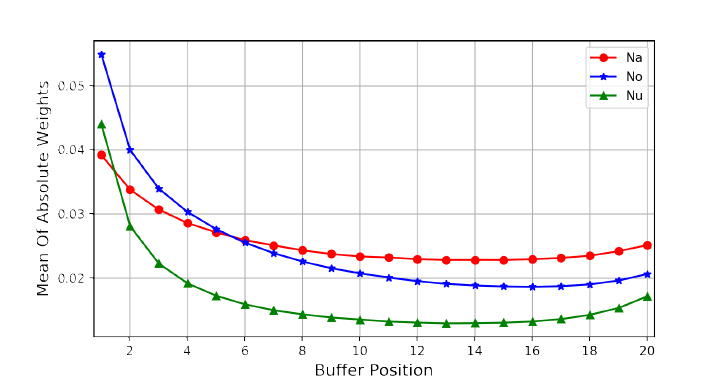 Na
No
Nu
0.05
0.04
0.03
0.02
Mean Of Absolute Weights
2 4 6 8 10 12 14 16 18 20
Buffer Position